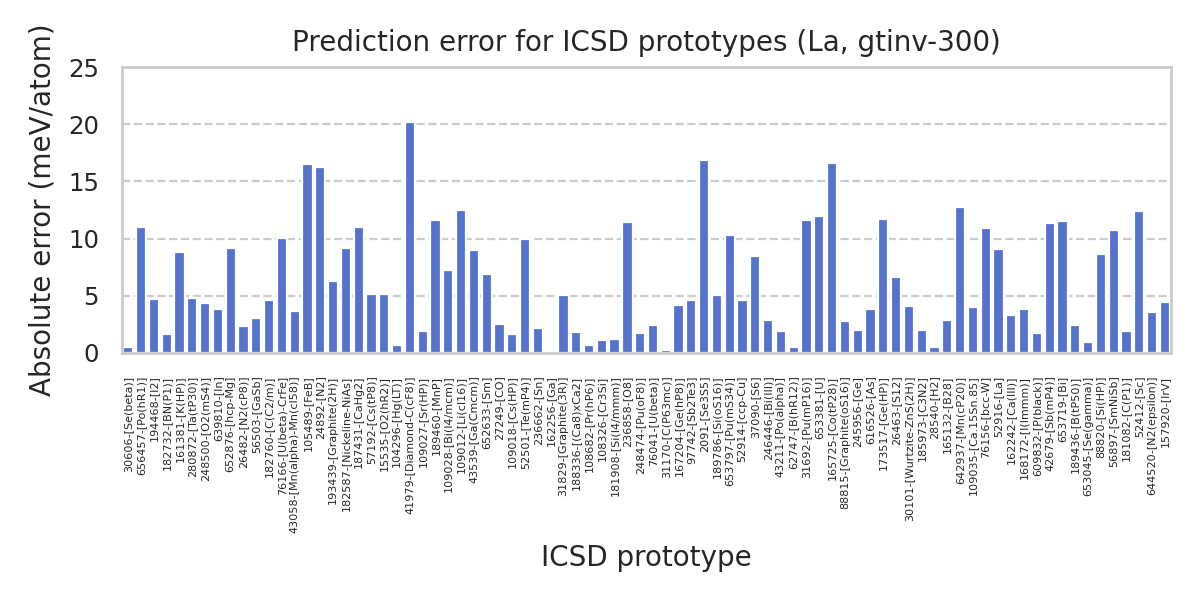 Prediction error for ICSD prototypes (La, gtinv-300)
Absolute error (meV/atom)
25
20
15
10
5
0
30606-[Se(beta)]
656457-[Po(hR1)]
194468-[I2]
182732-[BN(P1)]
161381-[K(HP)]
280872-[Ta(tP30)]
248500-[O2(mS4)]
639810-[In]
652876-[hcp-Mg]
26482-[N2(cP8)]
56503-[GaSb]
182760-[C(C2/m)]
76166-[U(beta)-CrFe]
43058-[Mn(alpha)-Mn(cI58)]
105489-[FeB]
24892-[N2]
193439-[Graphite(2H)]
182587-[Nickeline-NiAs]
187431-[CaHg2]
57192-[Cs(tP8)]
15535-[O2(hR2)]
104296-[Hg(LT)]
41979-[Diamond-C(cF8)]
109027-[Sr(HP)]
189460-[MnP]
109028-[Bi(I4/mcm)]
109012-[Li(cI16)]
43539-[Ga(Cmcm)]
652633-[Sm]
27249-[CO]
109018-[Cs(HP)]
52501-[Te(mP4)]
236662-[Sn]
162256-[Ga]
31829-[Graphite(3R)]
188336-[(Ca8)xCa2]
108682-[Pr(hP6)]
108326-[Cr3Si]
181908-[Si(I4/mmm)]
236858-[O8]
248474-[Pu(oF8)]
76041-[U(beta)]
31170-[C(P63mc)]
167204-[Ge(hP8)]
97742-[Sb2Te3]
2091-[Se3S5]
189786-[Si(oS16)]
653797-[Pu(mS34)]
52914-[ccp-Cu]
37090-[S6]
246446-[Bi(III)]
43211-[Po(alpha)]
62747-[B(hR12)]
31692-[Pu(mP16)]
653381-[U]
165725-[Co(tP28)]
88815-[Graphite(oS16)]
245956-[Ge]
616526-[As]
173517-[Ge(HP)]
26463-[S12]
30101-[Wurtzite-ZnS(2H)]
185973-[C3N2]
28540-[H2]
165132-[B28]
642937-[Mn(cP20)]
109035-[Ca.15Sn.85]
76156-[bcc-W]
52916-[La]
162242-[Ca(III)]
168172-[I(Immm)]
609832-[P(black)]
42679-[Sb(mP4)]
653719-[Bi]
189436-[B(tP50)]
653045-[Se(gamma)]
88820-[Si(HP)]
56897-[SmNiSb]
181082-[C(P1)]
52412-[Sc]
644520-[N2(epsilon)]
157920-[IrV]
ICSD prototype